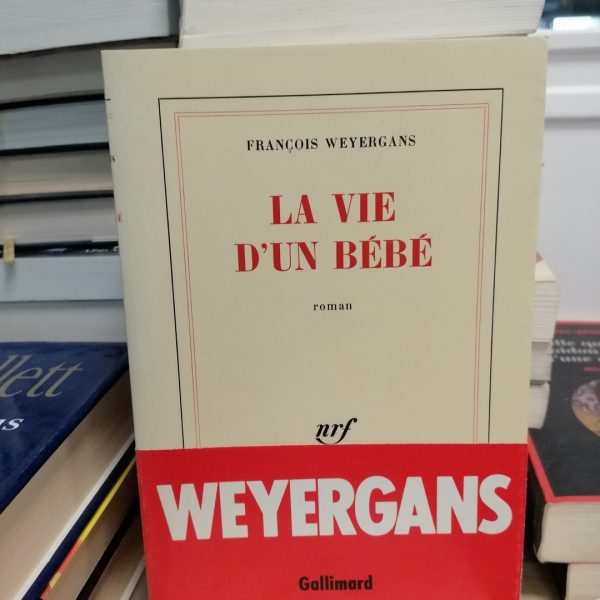 FRANÇOIS WEYERGANS
LA VIE
D'UN BÉBÉ
roman
nrf
WEYERGANS
Gallimard